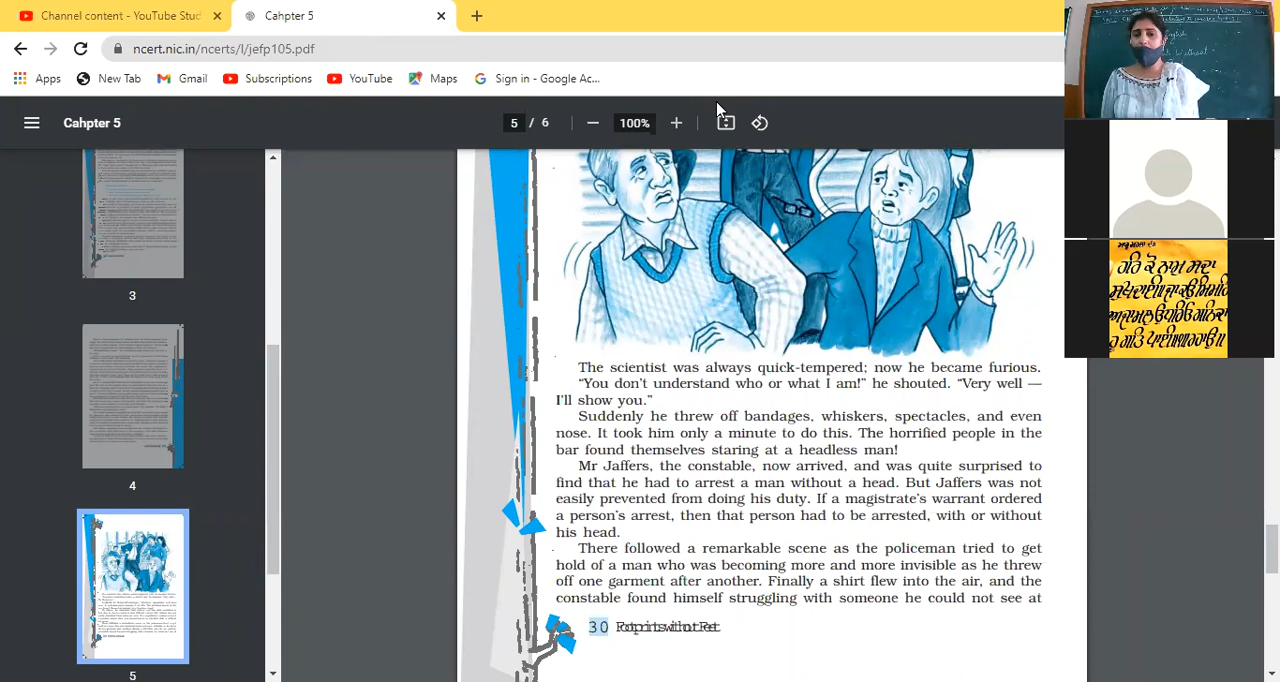 Channel content - YouTube Stud
Cahpter 5
ncert.nic.in/ncerts/l/jefp105.pdf
Apps
New Tab
Gmail
Subscriptions
YouTube
Maps
Sign in - Google Ac...
Cahpter 5
5 / 6
100%
3
4
5
The scientist was always quick-tempered; now he became furious.
“You don’t understand who or what I am!” he shouted. “Very well —
I’ll show you.”
Suddenly he threw off bandages, whiskers, spectacles, and even
nose. It took him only a minute to do this. The horrified people in the
bar found themselves staring at a headless man!
Mr Jaffers, the constable, now arrived, and was quite surprised to
find that he had to arrest a man without a head. But Jaffers was not
easily prevented from doing his duty. If a magistrate’s warrant ordered
a person’s arrest, then that person had to be arrested, with or without
his head.
There followed a remarkable scene as the policeman tried to get
hold of a man who was becoming more and more invisible as he threw
off one garment after another. Finally a shirt flew into the air, and the
constable found himself struggling with someone he could not see at
English
Without